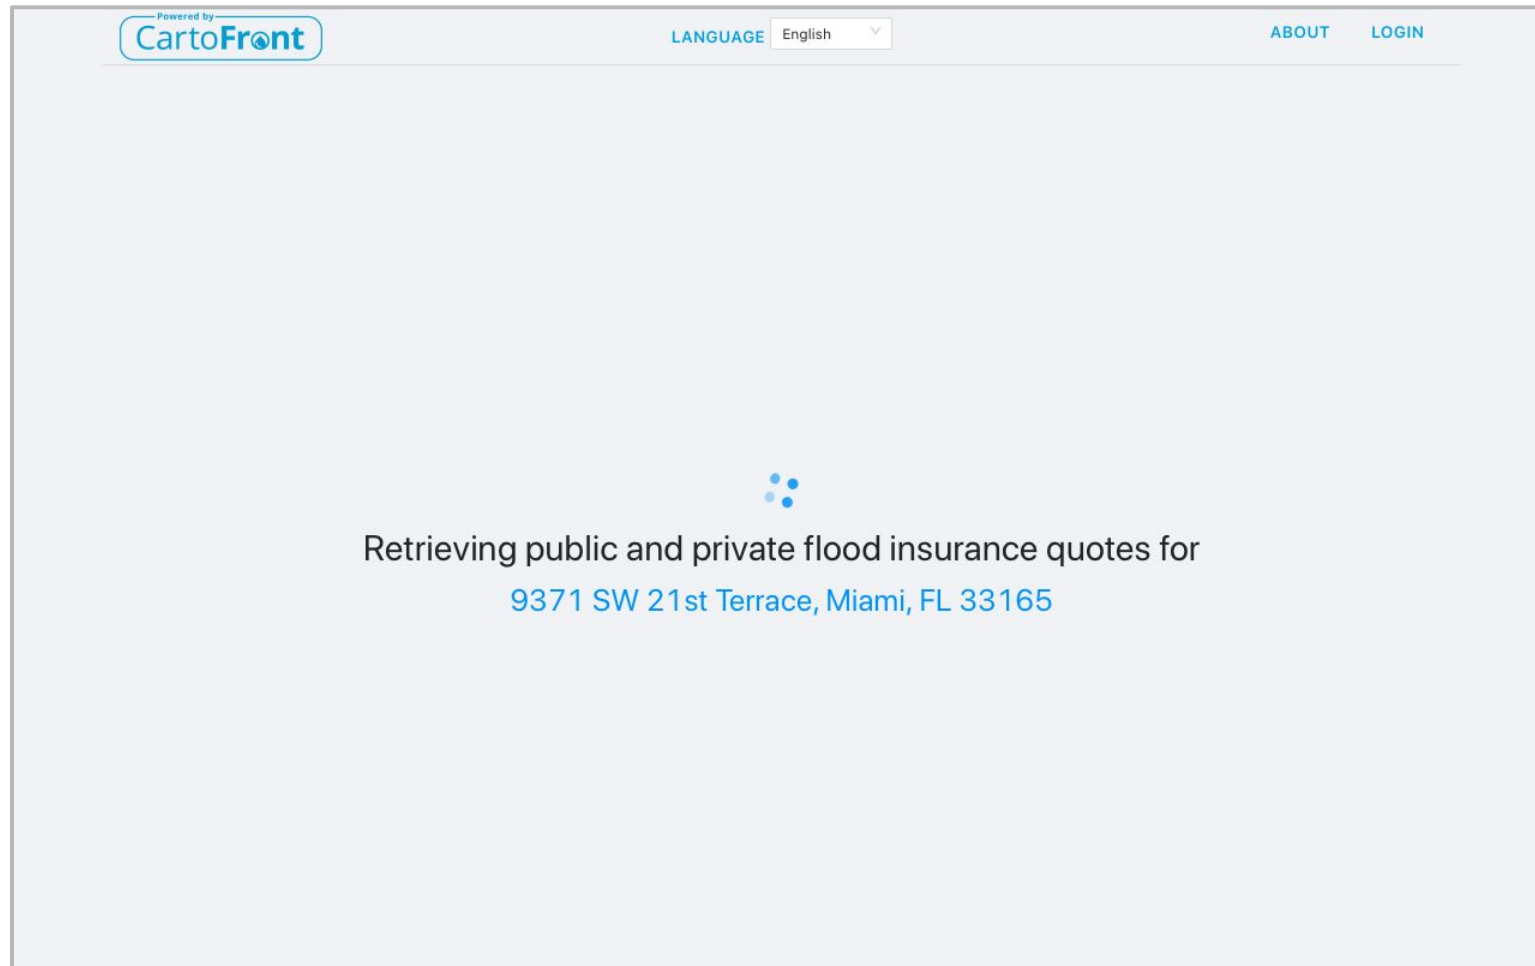 Powered by
CartoFront
LANGUAGE English
ABOUT LOGIN
Retrieving public and private flood insurance quotes for
9371 SW 21st Terrace, Miami, FL 33165